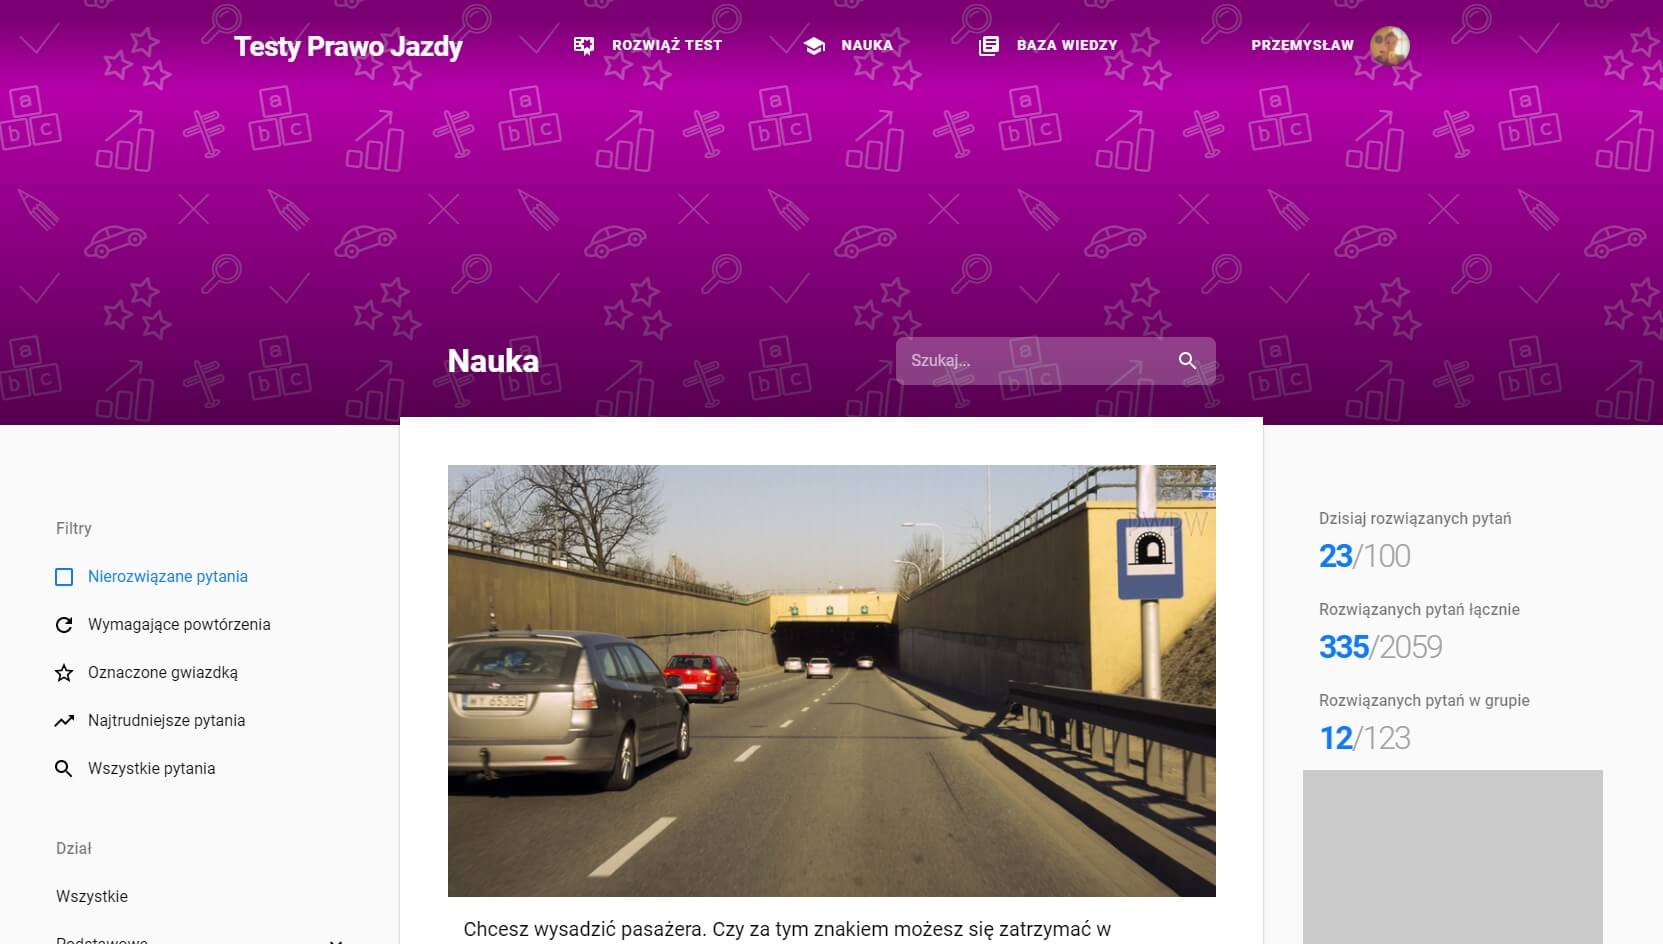 Testy Prawo Jazdy
ROZWIĄŻ TEST
NAUKA
BAZA WIEDZY
PRZEMYSŁAW
Nauka
Szukaj...
Filtry
Nierozwiązane pytania
Wymagające powtórzenia
Oznaczone gwiazdką
Najtrudniejsze pytania
Wszystkie pytania
Dział
Wszystkie
Podstawowe
Chcesz wysadzić pasażera. Czy za tym znakiem możesz się zatrzymać w
Dzisiaj rozwiązanych pytań
23/100
Rozwiązanych pytań łącznie
335/2059
Rozwiązanych pytań w grupie
12/123